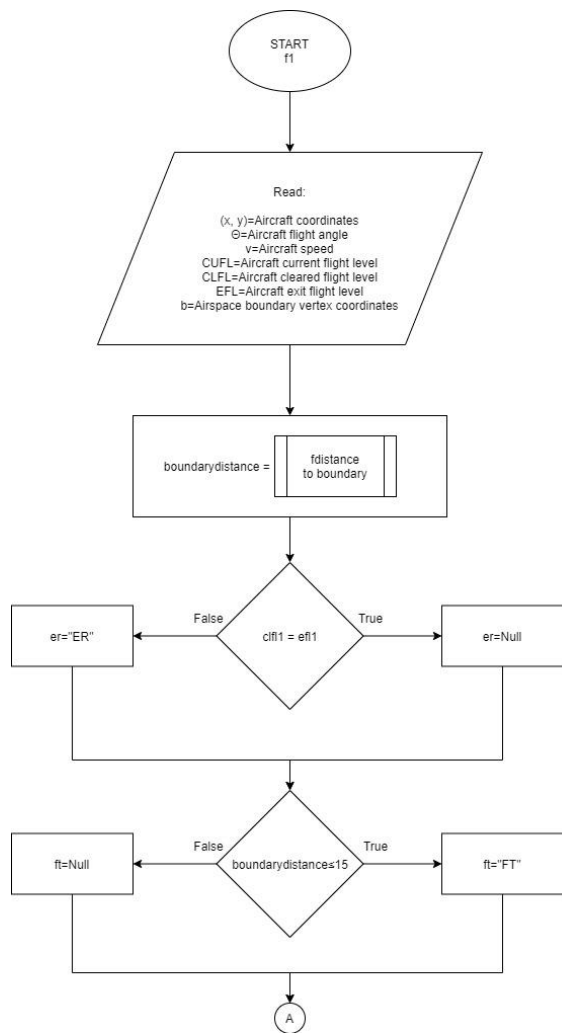 START
f1
Read:
(x, y)=Aircraft coordinates
Θ=Aircraft flight angle
v=Aircraft speed
CUFL=Aircraft current flight level
CLFL=Aircraft cleared flight level
EFL=Aircraft exit flight level
b=Airspace boundary vertex coordinates
boundarydistance =
fdistance
to boundary
False
True
er="ER"
clfl1 = efl1
er=Null
False
True
ft=Null
boundarydistance≤15
ft="FT"
A